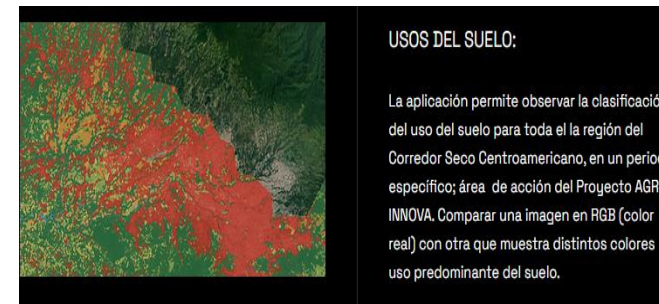 USOS DEL SUELO:
La aplicación permite observar la clasificació
del uso del suelo para toda el la región del
Corredor Seco Centroamericano, en un perio
específico; área de acción del Proyecto AGR
INNOVA. Comparar una imagen en RGB (color
real) con otra que muestra distintos colores
uso predominante del suelo.